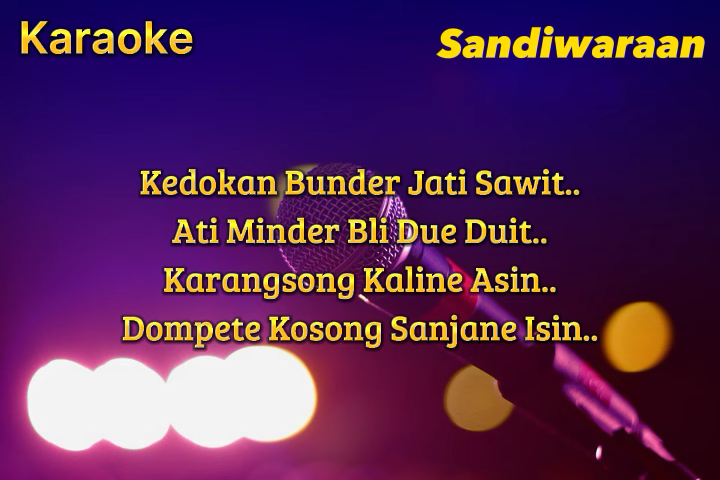 Karaoke
Sandiwaraan
Kedokan Bunder Jati Sawit..
Ati Minder Bli Due Duit..
Karangsong Kaline Asin..
Dompete Kosong Sanjane Isin..